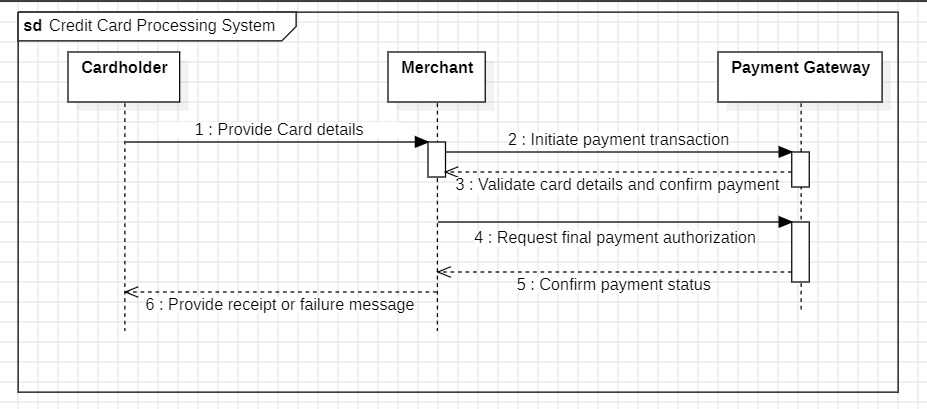 sd Credit Card Processing System
Cardholder
Merchant
Payment Gateway
1 : Provide Card details
2 : Initiate payment transaction
3 : Validate card details and confirm payment
4 : Request final payment authorization
5 : Confirm payment status
6 : Provide receipt or failure message